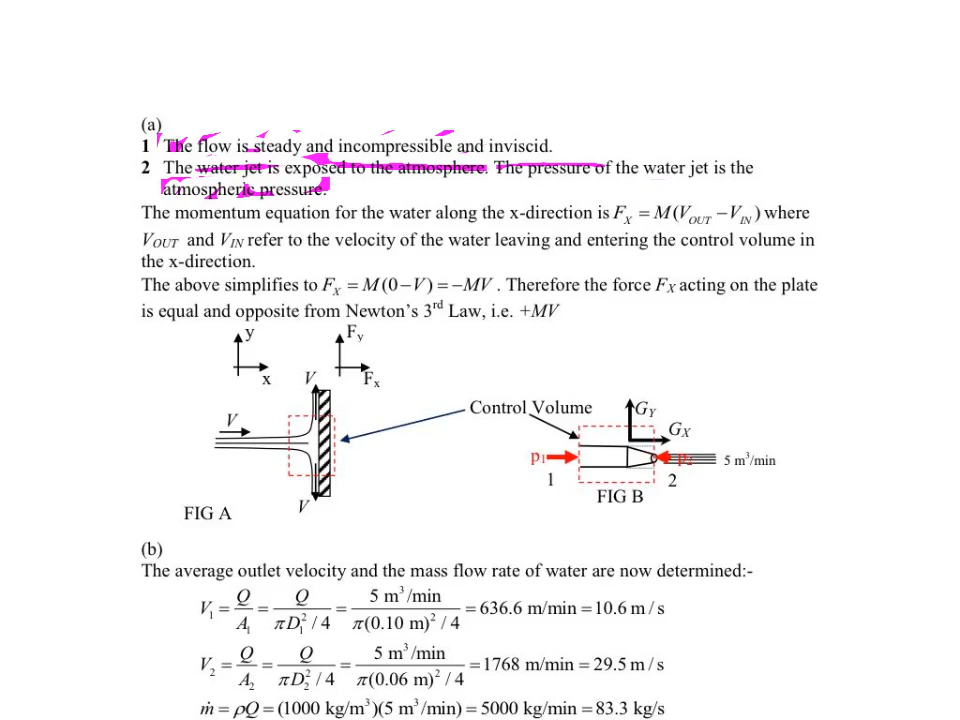 (a)
1 The flow is steady and incompressible and inviscid.
2 The water jet is exposed to the atmosphere. The pressure of the water jet is the
atmospheric pressure.
The momentum equation for the water along the x-direction is F_X = M(V_OUT − V_IN) where
V_OUT and V_IN refer to the velocity of the water leaving and entering the control volume in
the x-direction.
The above simplifies to F_X = M(0−V) = −MV. Therefore the force F_X acting on the plate
is equal and opposite from Newton's 3rd Law, i.e. +MV
y
F_y
x
V
F_x
V
Control Volume
G_Y
G_X
p_1
p_2
5 m³/min
1
2
FIG B
V
FIG A
(b)
The average outlet velocity and the mass flow rate of water are now determined:-
V_1 = Q/A_1 = Q/(πD_1²/4) = 5 m³/min/(π(0.10 m)²/4) = 636.6 m/min = 10.6 m/s
V_2 = Q/A_2 = Q/(πD_2²/4) = 5 m³/min/(π(0.06 m)²/4) = 1768 m/min = 29.5 m/s
ṁ = ρQ = (1000 kg/m³)(5 m³/min) = 5000 kg/min = 83.3 kg/s